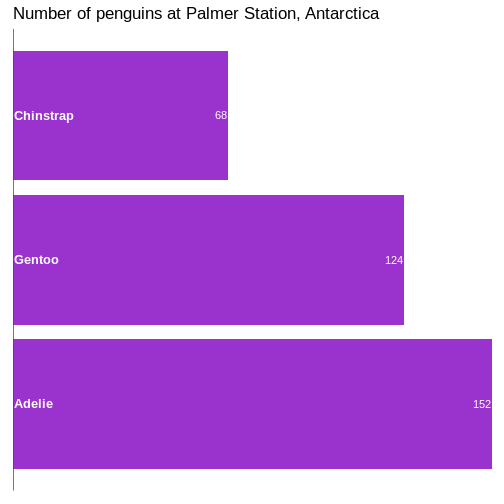 Number of penguins at Palmer Station, Antarctica
Chinstrap 68
Gentoo 124
Adelie 152